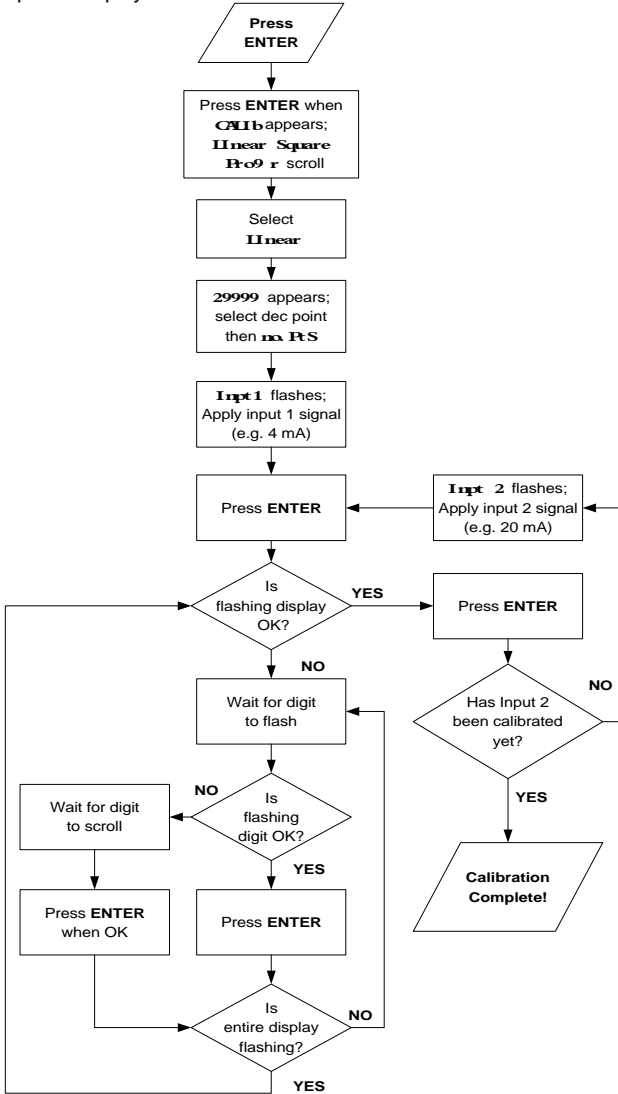 Press
ENTER
Press ENTER when
CALIb appears;
LInear Square
Pro9 r scroll
Select
LInear
29999 appears;
select dec point
then no. PtS
Inpt1 flashes;
Apply input 1 signal
(e.g. 4 mA)
Press ENTER
Inpt 2 flashes;
Apply input 2 signal
(e.g. 20 mA)
Is
flashing display
OK?
YES
Press ENTER
NO
Wait for digit
to flash
Has Input 2
been calibrated
yet?
NO
YES
Is
flashing
digit OK?
NO
Wait for digit
to scroll
YES
Press ENTER
when OK
Press ENTER
Calibration
Complete!
Is
entire display
flashing?
NO
YES